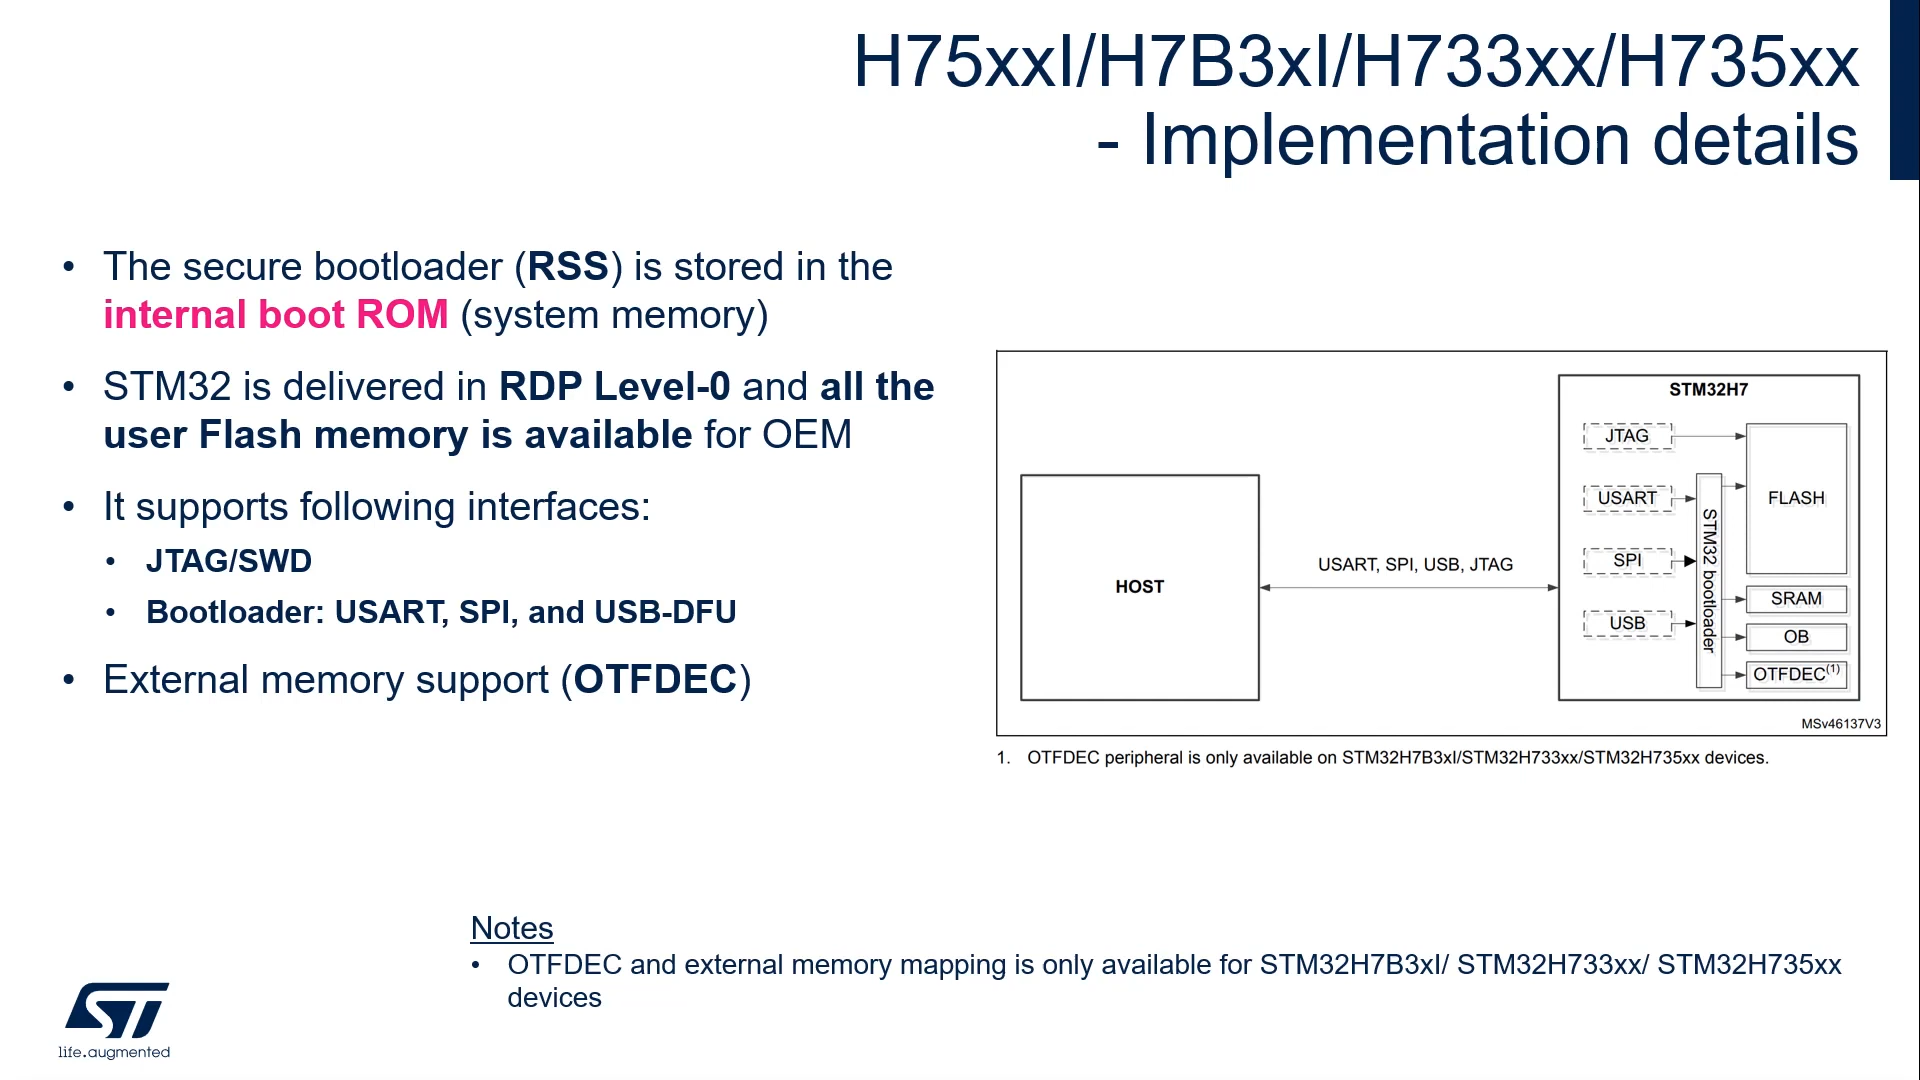 H75xxI/H7B3xI/H733xx/H735xx
- Implementation details
• The secure bootloader (RSS) is stored in the
internal boot ROM (system memory)
• STM32 is delivered in RDP Level-0 and all the
user Flash memory is available for OEM
• It supports following interfaces:
• JTAG/SWD
• Bootloader: USART, SPI, and USB-DFU
• External memory support (OTFDEC)
HOST
USART, SPI, USB, JTAG
STM32H7
JTAG
USART
SPI
USB
STM32 bootloader
FLASH
SRAM
OB
OTFDEC(1)
MSv46137V3
1. OTFDEC peripheral is only available on STM32H7B3xI/STM32H733xx/STM32H735xx devices.
Notes
• OTFDEC and external memory mapping is only available for STM32H7B3xI/ STM32H733xx/ STM32H735xx
devices
ST
life.augmented